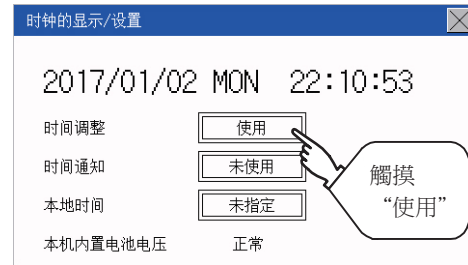 时钟的显示/设置
2017/01/02 MON 22:10:53
时间调整 使用
时间通知 未使用
本地时间 未指定
本机内置电池电压 正常
觸摸
“使用”